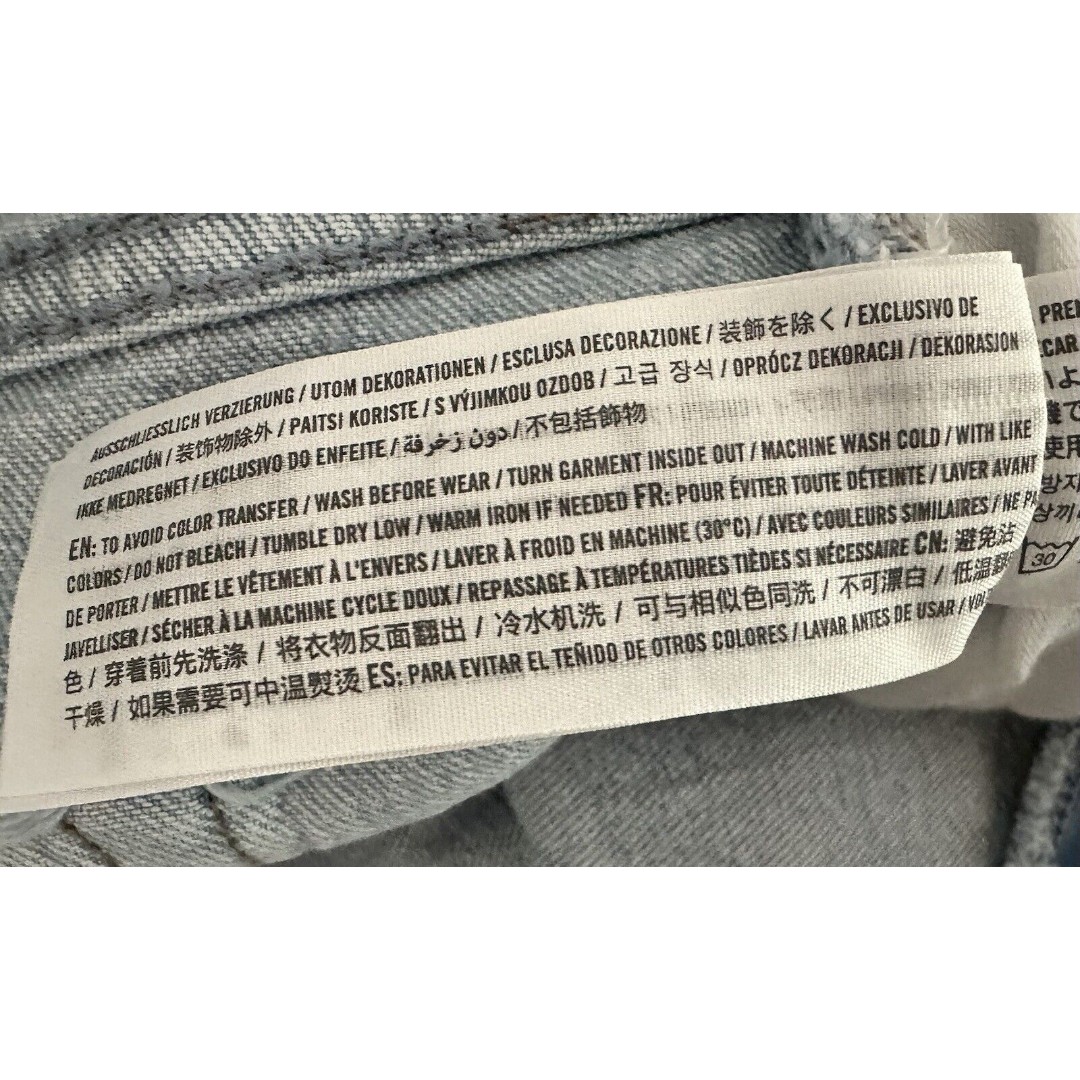 AUSSCHLIESSLICH VERZIERUNG / UTOM DEKORATIONEN / ESCLUSA DECORAZIONE / 装飾を除く / EXCLUSIVO DE
DECORACIÓN / 装饰物除外 / PAITSI KORISTE / S VÝJIMKOU OZDOB / 고급 장식 / OPRÓCZ DEKORACJI / DEKORASJON
IKKE MEDREGNET / EXCLUSIVO DO ENFEITE / دون زخرفة / 不包括飾物
EN: TO AVOID COLOR TRANSFER / WASH BEFORE WEAR / TURN GARMENT INSIDE OUT / MACHINE WASH COLD / WITH LIKE
COLORS / DO NOT BLEACH / TUMBLE DRY LOW / WARM IRON IF NEEDED FR: POUR ÉVITER TOUTE DÉTEINTE / LAVER AVANT
DE PORTER / METTRE LE VÊTEMENT À L'ENVERS / LAVER À FROID EN MACHINE (30°C) / AVEC COULEURS SIMILAIRES / NE
JAVELLISER / SÉCHER À LA MACHINE CYCLE DOUX / REPASSAGE À TEMPÉRATURES TIÈDES SI NÉCESSAIRE CN: 避免沾
色 / 穿着前先洗涤 / 将衣物反面翻出 / 冷水机洗 / 可与相似色同洗 / 不可漂白 / 低温
干燥 / 如果需要可中温熨烫 ES: PARA EVITAR EL TEÑIDO DE OTROS COLORES / LAVAR ANTES DE USAR /
30